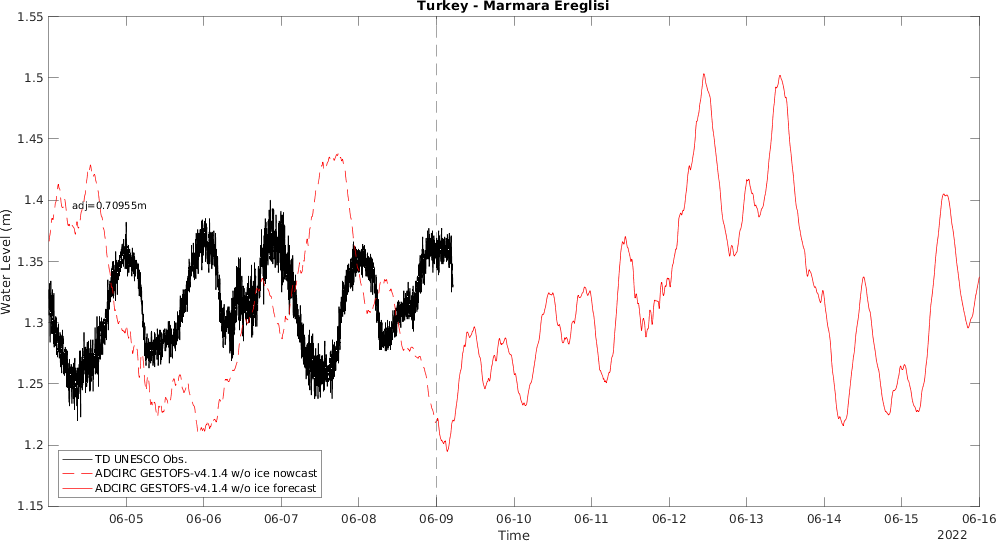 Turkey - Marmara Ereglisi
1.55
1.5
1.45
1.4
1.35
1.3
1.25
1.2
1.15
Water Level (m)
adj=0.70955m
TD UNESCO Obs.
ADCIRC GESTOFS-v4.1.4 w/o ice nowcast
ADCIRC GESTOFS-v4.1.4 w/o ice forecast
06-05 06-06 06-07 06-08 06-09 06-10 06-11 06-12 06-13 06-14 06-15 06-16
Time
2022